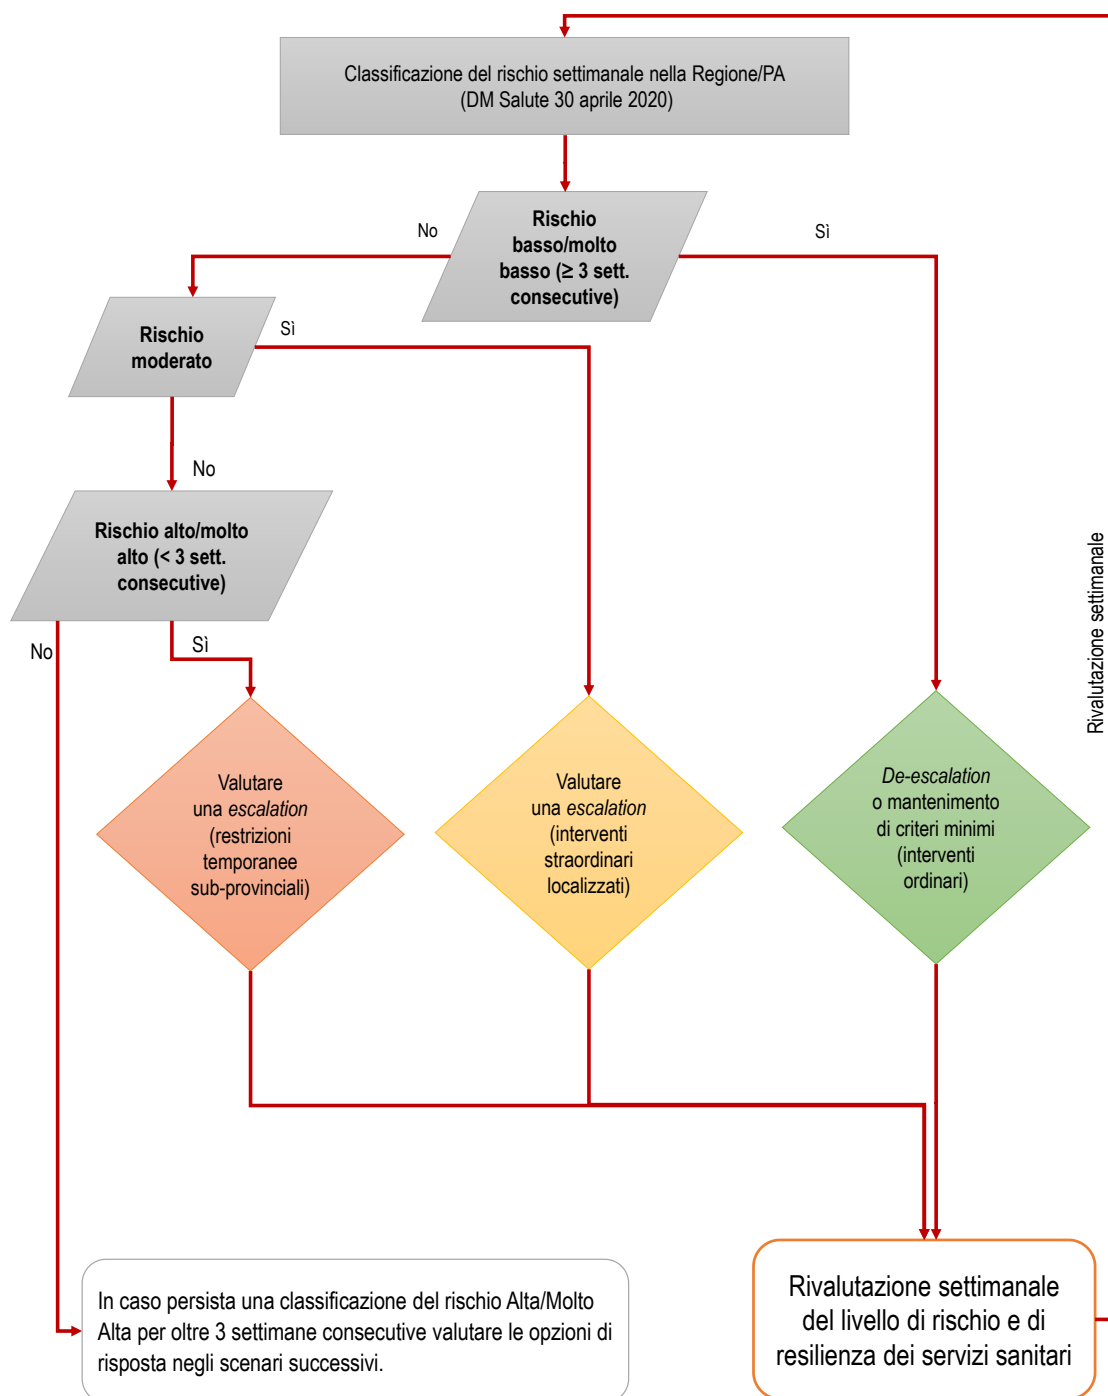 Classificazione del rischio settimanale nella Regione/PA
(DM Salute 30 aprile 2020)
Rischio
basso/molto
basso (≥ 3 sett.
consecutive)
No
Sì
Rischio
moderato
Sì
No
Rischio alto/molto
alto (< 3 sett.
consecutive)
No
Sì
Rivalutazione settimanale
Valutare
una escalation
(restrizioni
temporanee
sub-provinciali)
Valutare
una escalation
(interventi
straordinari
localizzati)
De-escalation
o mantenimento
di criteri minimi
(interventi
ordinari)
In caso persista una classificazione del rischio Alta/Molto
Alta per oltre 3 settimane consecutive valutare le opzioni di
risposta negli scenari successivi.
Rivalutazione settimanale
del livello di rischio e di
resilienza dei servizi sanitari